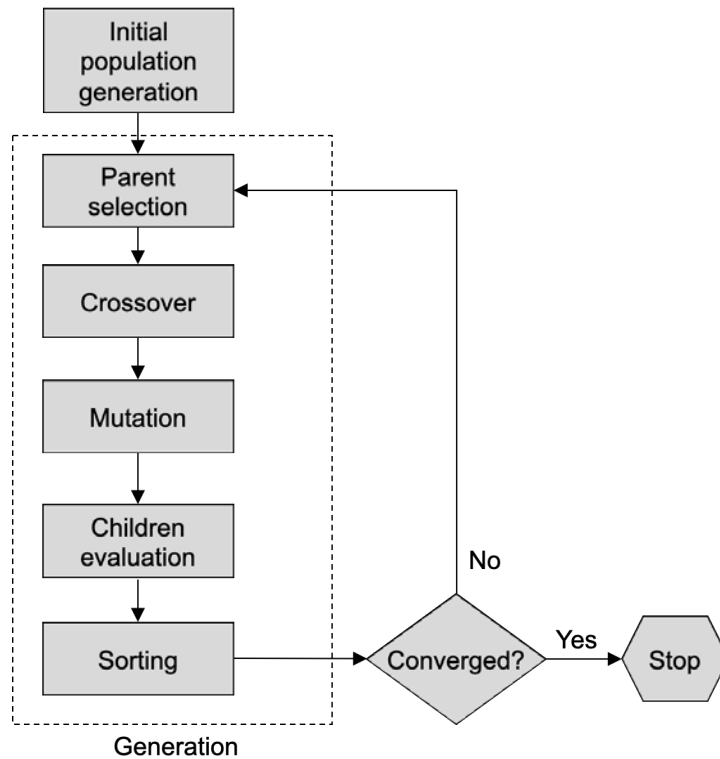 Initial
population
generation
Parent
selection
Crossover
Mutation
Children
evaluation
Sorting
Generation
Converged?
No
Yes
Stop